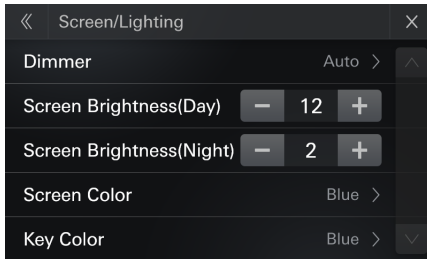 Screen/Lighting
Dimmer Auto
Screen Brightness(Day) 12
Screen Brightness(Night) 2
Screen Color Blue
Key Color Blue